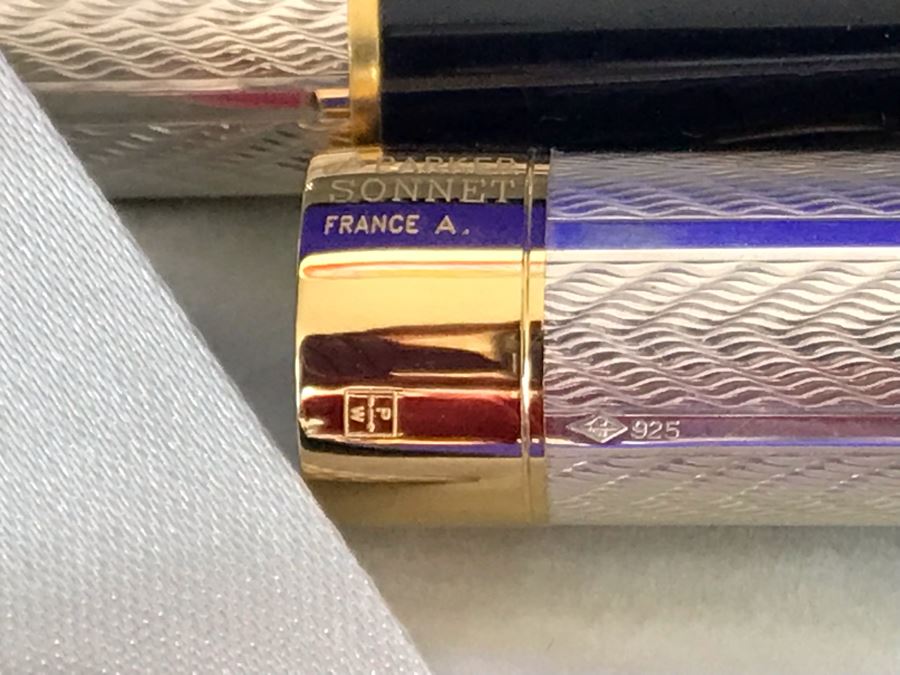 PARKER
SONNET
FRANCE A.
P
W
925